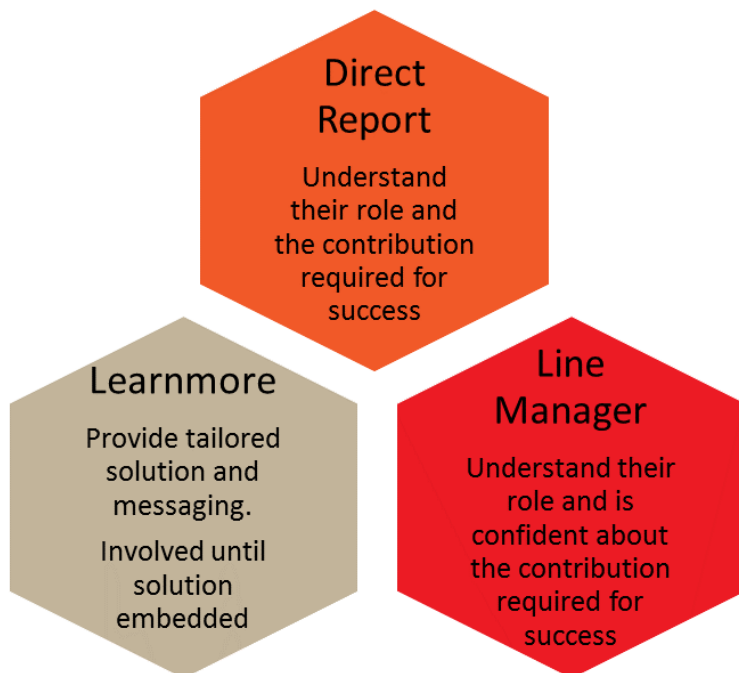 Direct
Report
Understand
their role and
the contribution
required for
success
Learnmore
Provide tailored
solution and
messaging.
Involved until
solution
embedded
Line
Manager
Understand their
role and is
confident about
the contribution
required for
success